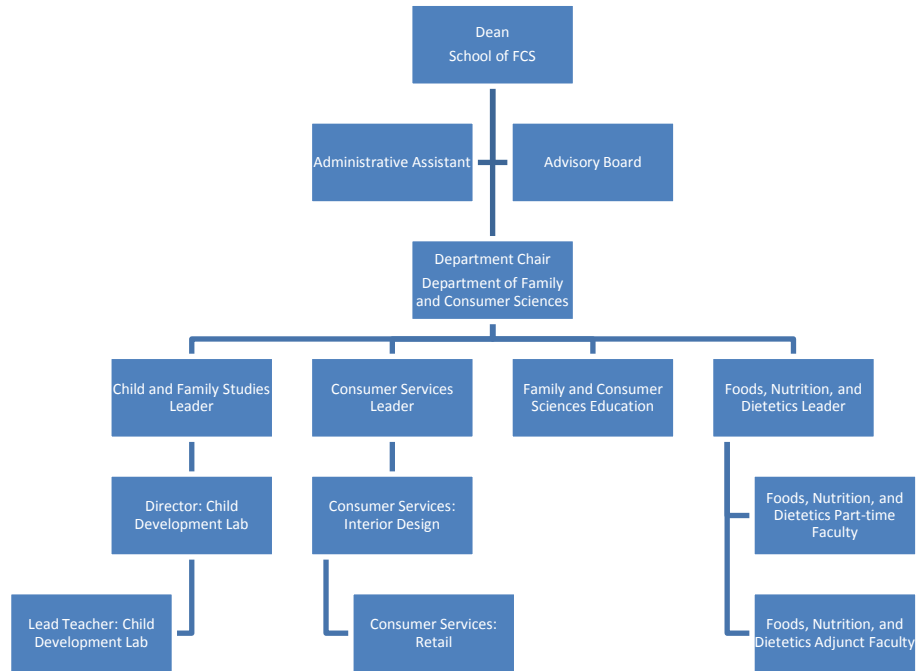 Dean
School of FCS
Administrative Assistant
Advisory Board
Department Chair
Department of Family
and Consumer Sciences
Child and Family Studies
Leader
Consumer Services
Leader
Family and Consumer
Sciences Education
Foods, Nutrition, and
Dietetics Leader
Director: Child
Development Lab
Consumer Services:
Interior Design
Foods, Nutrition, and
Dietetics Part-time
Faculty
Lead Teacher: Child
Development Lab
Consumer Services:
Retail
Foods, Nutrition, and
Dietetics Adjunct Faculty